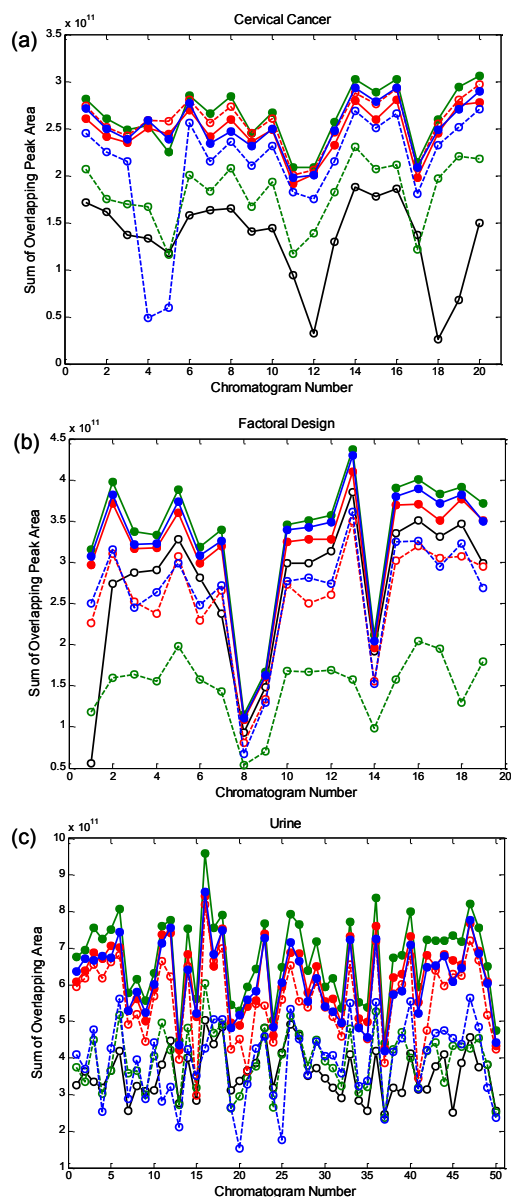 (a)
Cervical Cancer
x 10^11
3.5
3
2.5
2
1.5
1
0.5
0
Sum of Overlapping Peak Area
0 2 4 6 8 10 12 14 16 18 20
Chromatogram Number
(b)
Factoral Design
x 10^11
4.5
4
3.5
3
2.5
2
1.5
1
0.5
Sum of Overlapping Peak Area
0 2 4 6 8 10 12 14 16 18 20
Chromatogram Number
(c)
Urine
x 10^11
10
9
8
7
6
5
4
3
2
1
Sum of Overlapping Area
0 5 10 15 20 25 30 35 40 45 50
Chromatogram Number